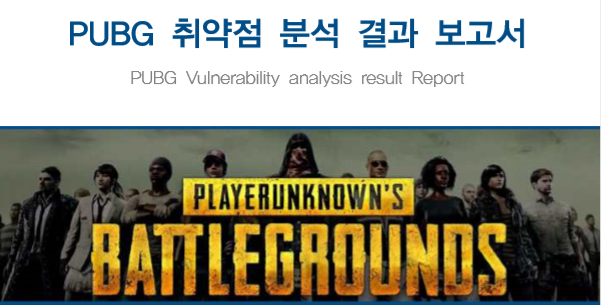 PUBG 취약점 분석 결과 보고서
PUBG Vulnerability analysis result Report
PLAYERUNKNOWN'S
BATTLEGROUNDS